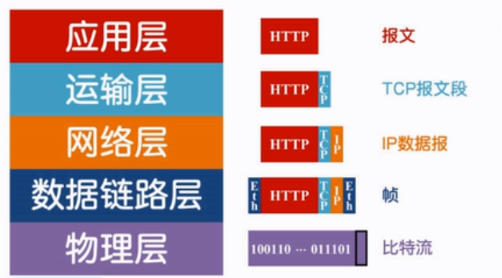 应用层 HTTP 报文
运输层 HTTP TCP TCP报文段
网络层 HTTP TCP IP IP数据报
数据链路层 Eth HTTP TCP IP Eth 帧
物理层 100110 ··· 011101 比特流